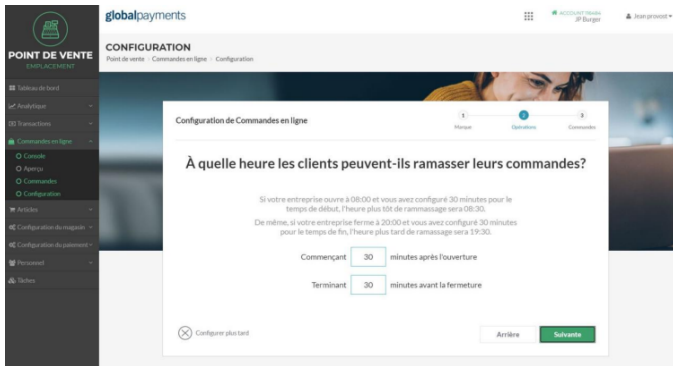 globalpayments
ACCOUNT
JP Burger
Jean provost
POINT DE VENTE
EMPLACEMENT
CONFIGURATION
Point de vente / Commandes en ligne / Configuration
Tableau de bord
Analytique
Transactions
Commandes en ligne
Console
Aperçu
Commandes
Configuration
Articles
Configuration du magasin
Configuration du paiement
Personnel
Tâches
Configuration de Commandes en ligne
1
2
3
Marque
Opérations
Commandes
À quelle heure les clients peuvent-ils ramasser leurs commandes?
Si votre entreprise ouvre à 08:00 et vous avez configuré 30 minutes pour le
temps de début, l'heure plus tôt de rammassage sera 08:30.
De même, si votre entreprise ferme à 20:00 et vous avez configuré 30 minutes
pour le temps de fin, l'heure plus tard de ramassage sera 19:30.
Commençant 30 minutes après l'ouverture
Terminant 30 minutes avant la fermeture
Configurer plus tard
Arrière
Suivante